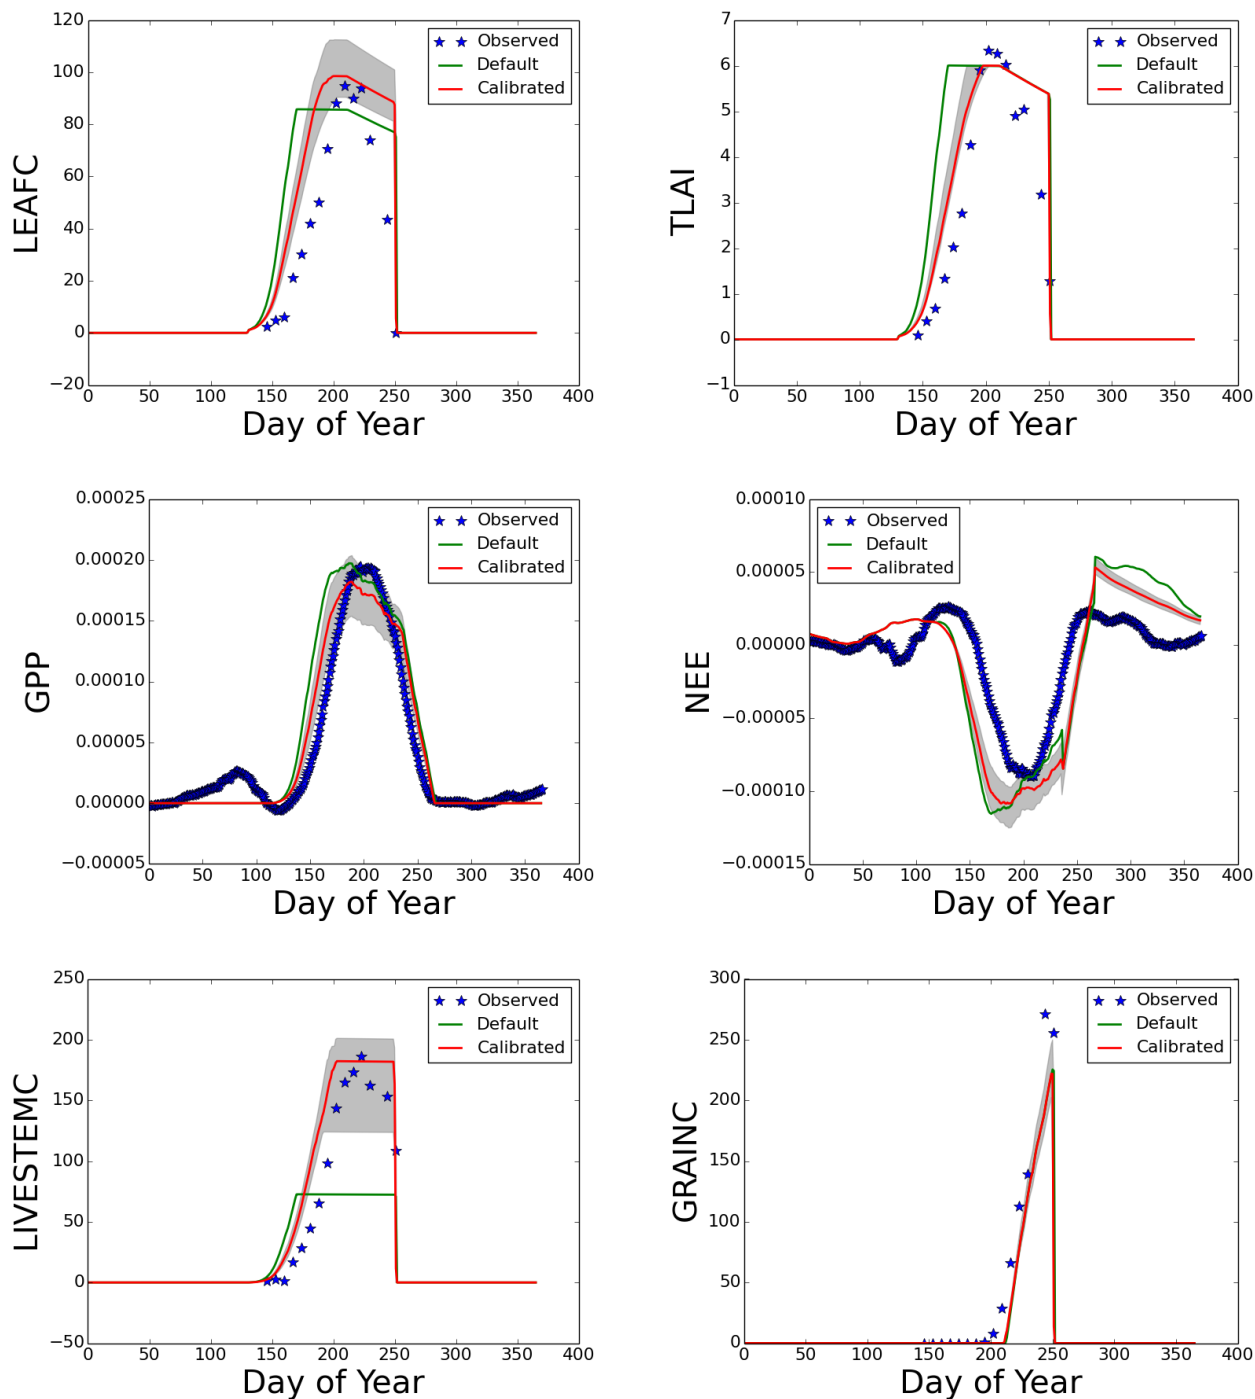 120
100
80
60
40
20
0
−20
LEAFC
Observed
Default
Calibrated
0 50 100 150 200 250 300 350 400
Day of Year
7
6
5
4
3
2
1
0
−1
TLAI
Observed
Default
Calibrated
0 50 100 150 200 250 300 350 400
Day of Year
0.00025
0.00020
0.00015
0.00010
0.00005
0.00000
−0.00005
GPP
Observed
Default
Calibrated
0 50 100 150 200 250 300 350 400
Day of Year
0.00010
0.00005
0.00000
−0.00005
−0.00010
−0.00015
NEE
Observed
Default
Calibrated
0 50 100 150 200 250 300 350 400
Day of Year
250
200
150
100
50
0
−50
LIVESTEMC
Observed
Default
Calibrated
0 50 100 150 200 250 300 350 400
Day of Year
300
250
200
150
100
50
0
GRAINC
Observed
Default
Calibrated
0 50 100 150 200 250 300 350 400
Day of Year